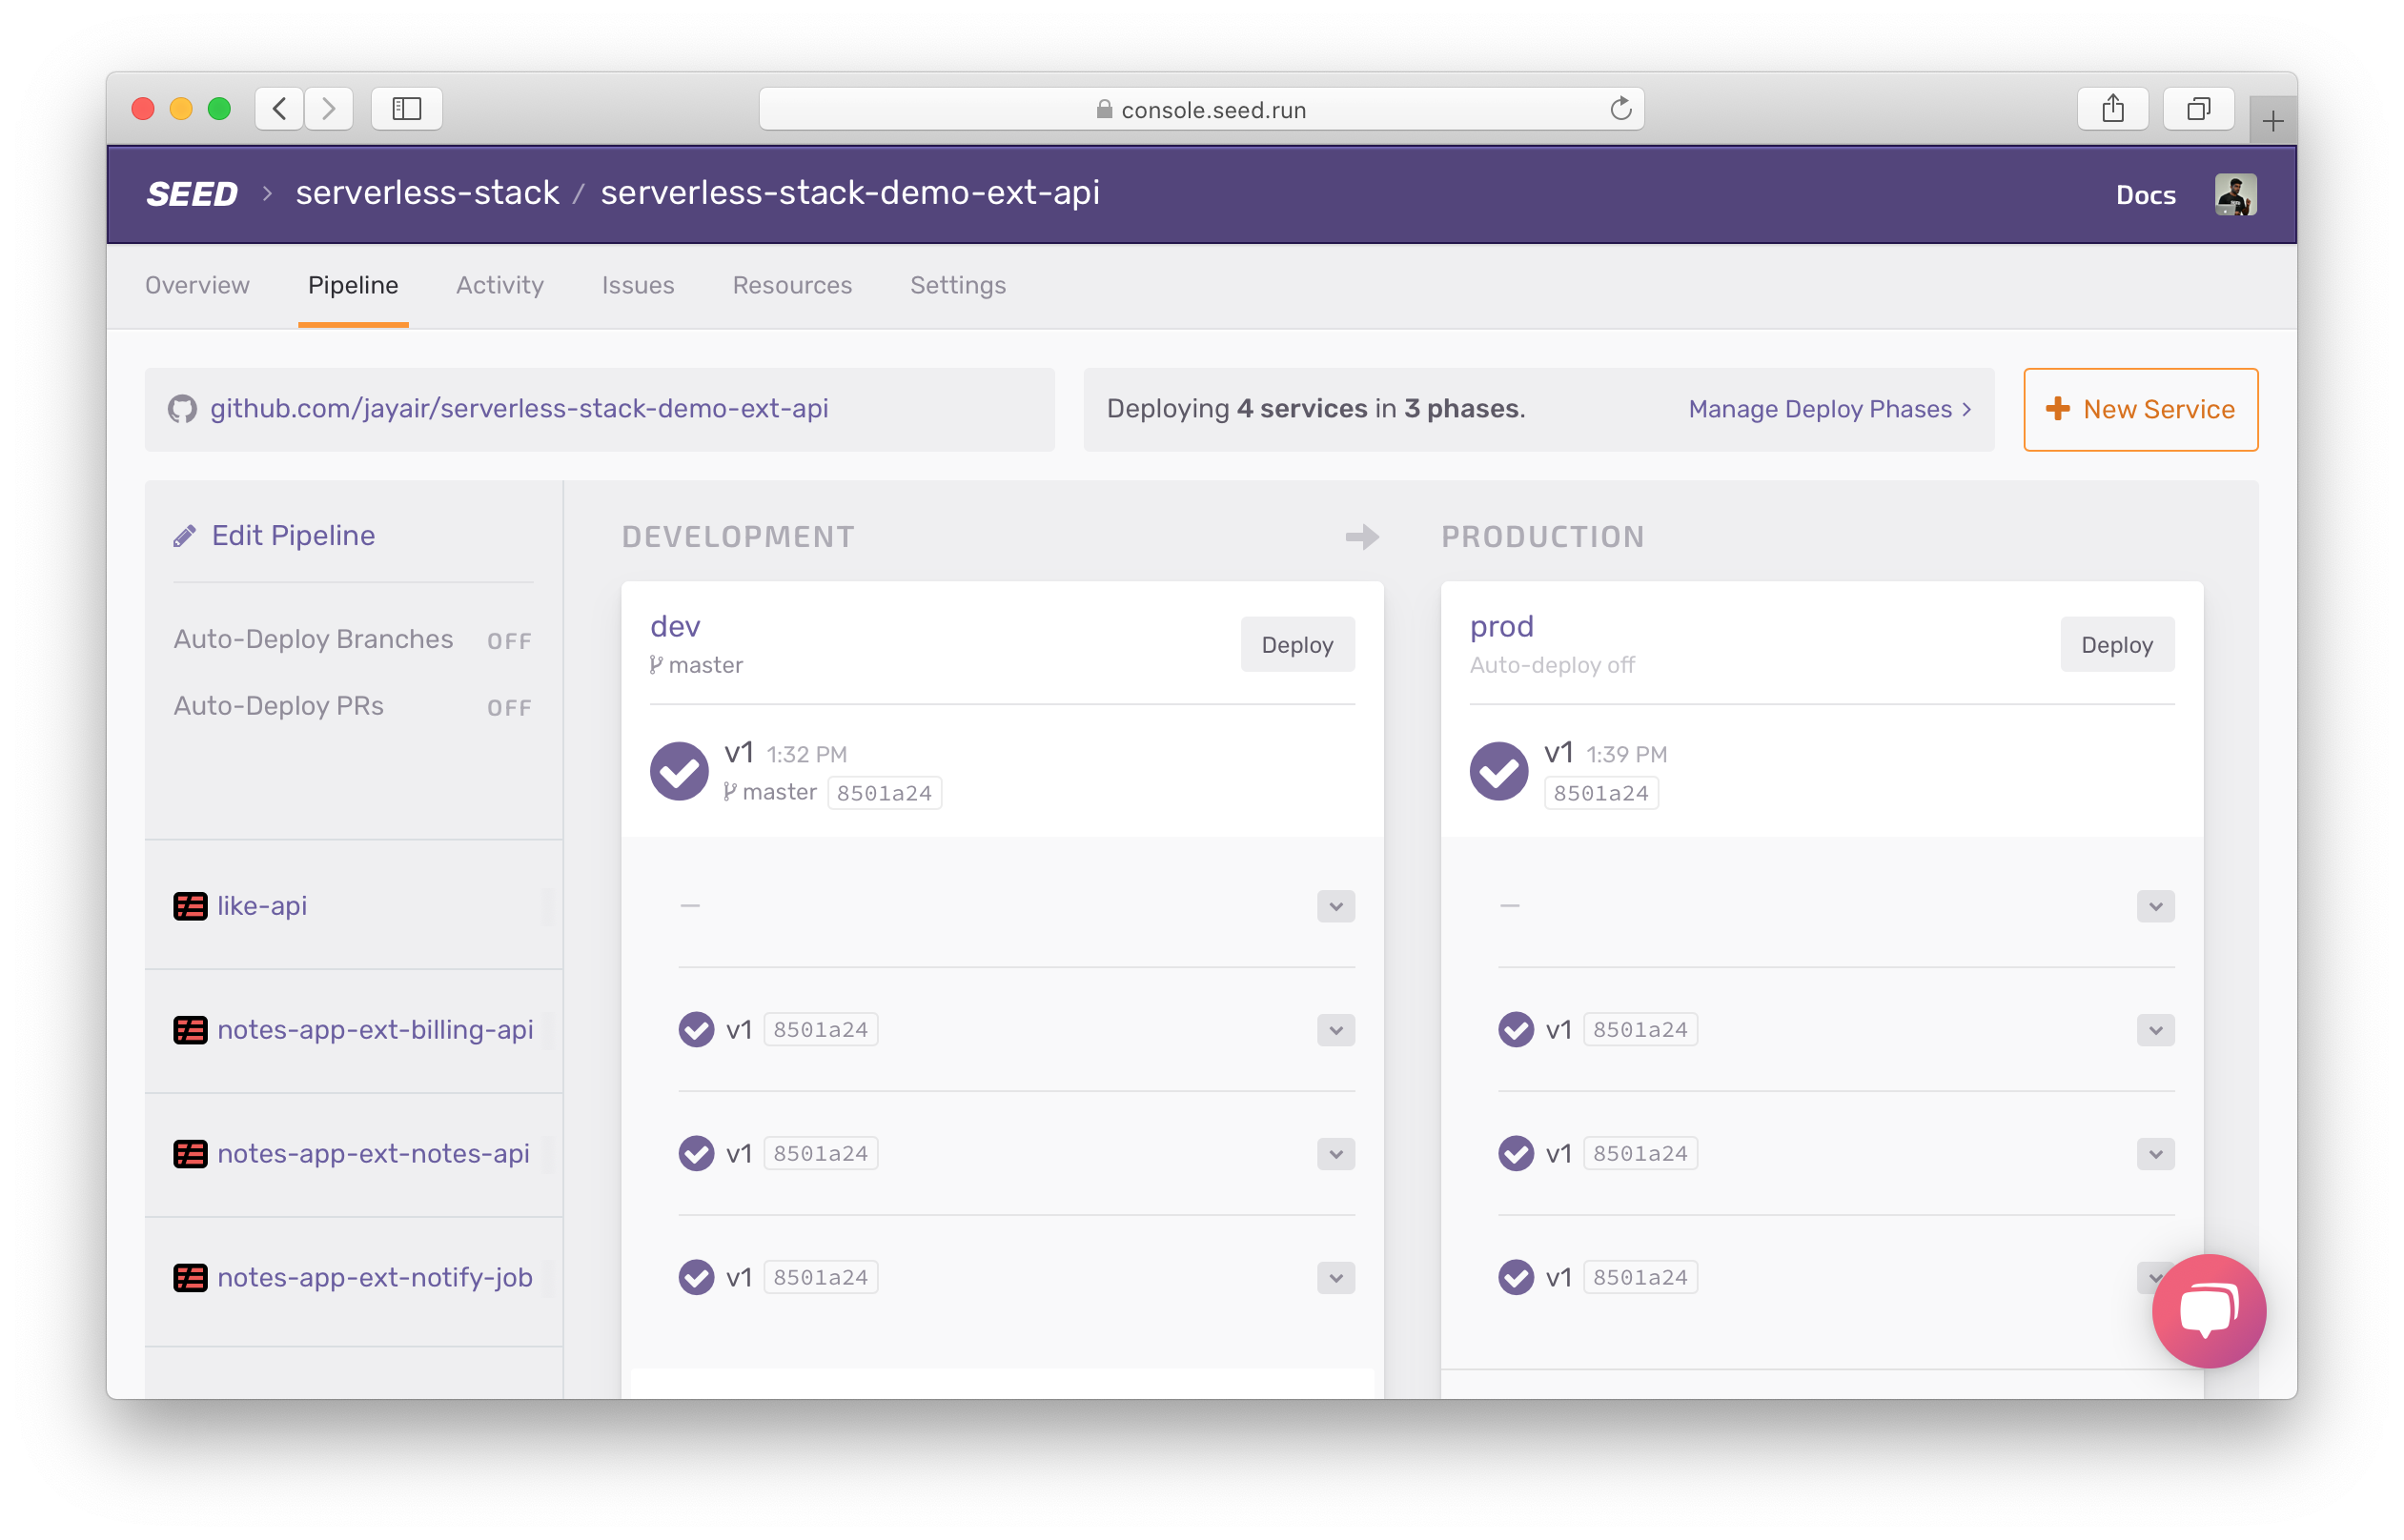 console.seed.run
SEED > serverless-stack / serverless-stack-demo-ext-api
Docs
Overview Pipeline Activity Issues Resources Settings
github.com/jayair/serverless-stack-demo-ext-api
Deploying 4 services in 3 phases.
Manage Deploy Phases >
New Service
Edit Pipeline
Auto-Deploy Branches OFF
Auto-Deploy PRs OFF
like-api
notes-app-ext-billing-api
notes-app-ext-notes-api
notes-app-ext-notify-job
DEVELOPMENT
dev
master
Deploy
v1 1:32 PM
master 8501a24
–
v1 8501a24
v1 8501a24
v1 8501a24
PRODUCTION
prod
Auto-deploy off
Deploy
v1 1:39 PM
8501a24
–
v1 8501a24
v1 8501a24
v1 8501a24